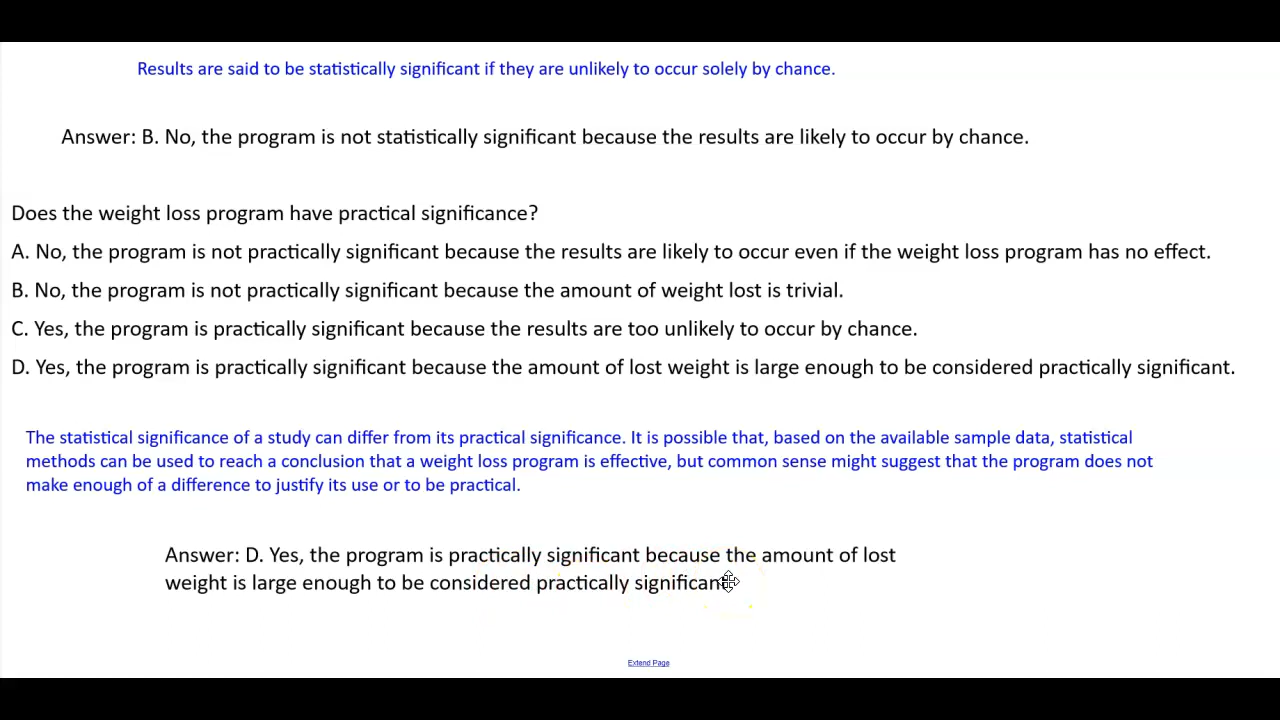 Results are said to be statistically significant if they are unlikely to occur solely by chance.
Answer: B. No, the program is not statistically significant because the results are likely to occur by chance.
Does the weight loss program have practical significance?
A. No, the program is not practically significant because the results are likely to occur even if the weight loss program has no effect.
B. No, the program is not practically significant because the amount of weight lost is trivial.
C. Yes, the program is practically significant because the results are too unlikely to occur by chance.
D. Yes, the program is practically significant because the amount of lost weight is large enough to be considered practically significant.
The statistical significance of a study can differ from its practical significance. It is possible that, based on the available sample data, statistical
methods can be used to reach a conclusion that a weight loss program is effective, but common sense might suggest that the program does not
make enough of a difference to justify its use or to be practical.
Answer: D. Yes, the program is practically significant because the amount of lost
weight is large enough to be considered practically significant
Extend Page